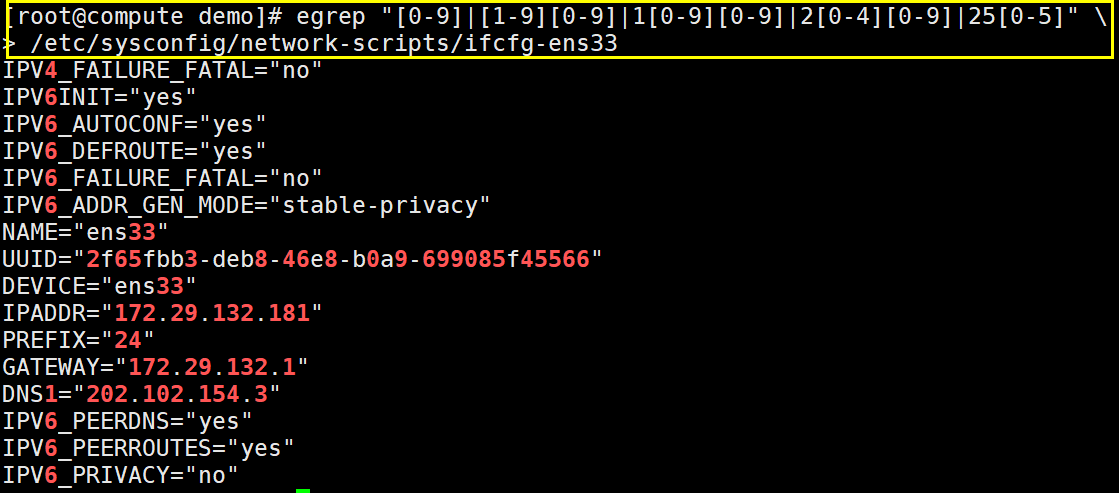 [root@compute demo]# egrep "[0-9]|[1-9][0-9]|1[0-9][0-9]|2[0-4][0-9]|25[0-5]" \
> /etc/sysconfig/network-scripts/ifcfg-ens33
IPV4_FAILURE_FATAL="no"
IPV6INIT="yes"
IPV6_AUTOCONF="yes"
IPV6_DEFROUTE="yes"
IPV6_FAILURE_FATAL="no"
IPV6_ADDR_GEN_MODE="stable-privacy"
NAME="ens33"
UUID="2f65fbb3-deb8-46e8-b0a9-699085f45566"
DEVICE="ens33"
IPADDR="172.29.132.181"
PREFIX="24"
GATEWAY="172.29.132.1"
DNS1="202.102.154.3"
IPV6_PEERDNS="yes"
IPV6_PEERROUTES="yes"
IPV6_PRIVACY="no"